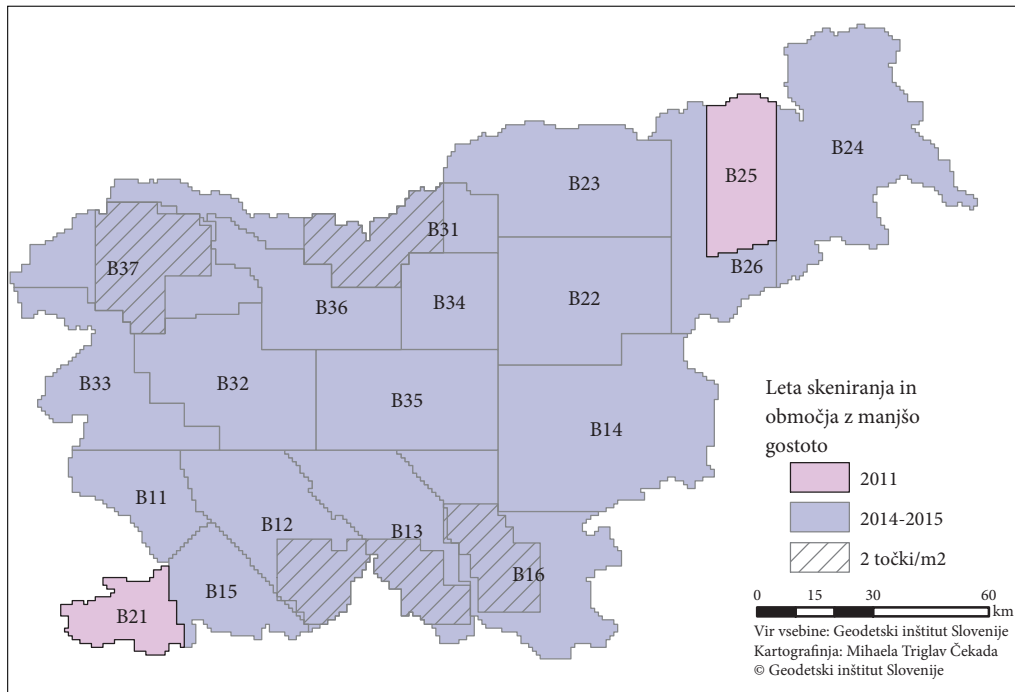 B24
B25
B23
B31
B37
B26
B36
B34
B22
B33
B32
B35
B14
B11
B12
B13
B16
B15
B21
Leta skeniranja in
območja z manjšo
gostoto
2011
2014-2015
2 točki/m2
0 15 30 60
km
Vir vsebine: Geodetski inštitut Slovenije
Kartografinja: Mihaela Triglav Čekada
© Geodetski inštitut Slovenije